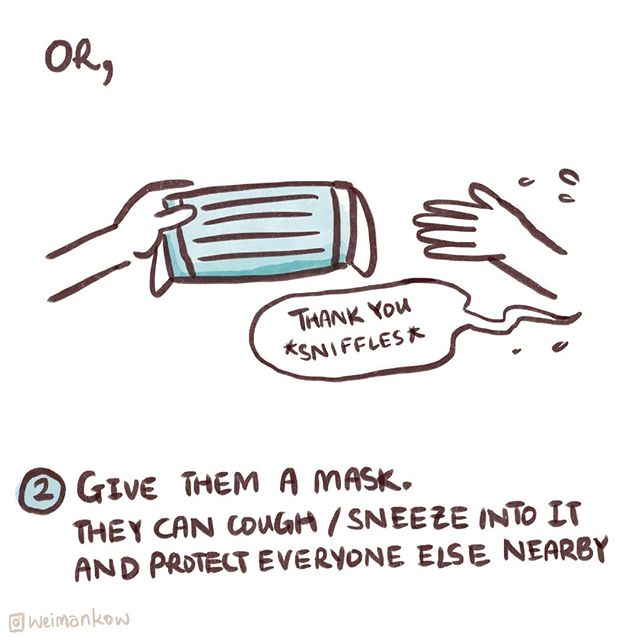 OR,
THANK YOU
*SNIFFLES*
2 GIVE THEM A MASK.
THEY CAN COUGH / SNEEZE INTO IT
AND PROTECT EVERYONE ELSE NEARBY
weimankow